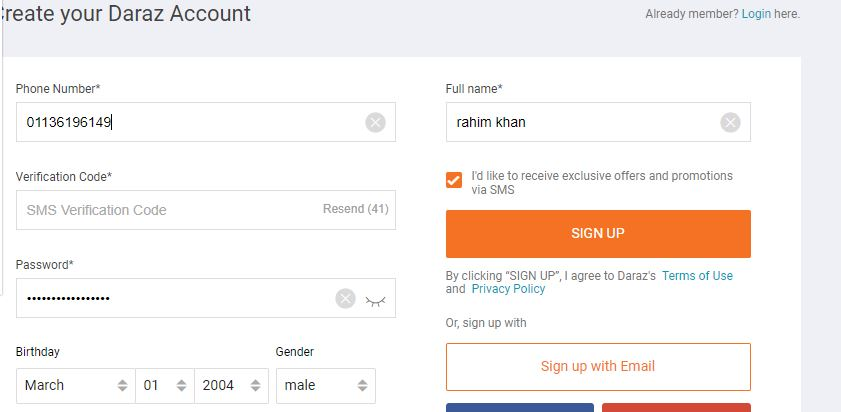 Create your Daraz Account
Already member? Login here.
Phone Number*
01136196149
Verification Code*
SMS Verification Code
Resend (41)
Password*
•••••••••••••••••
Birthday
Gender
March
01
2004
male
Full name*
rahim khan
I'd like to receive exclusive offers and promotions
via SMS
SIGN UP
By clicking “SIGN UP”, I agree to Daraz's Terms of Use
and Privacy Policy
Or, sign up with
Sign up with Email